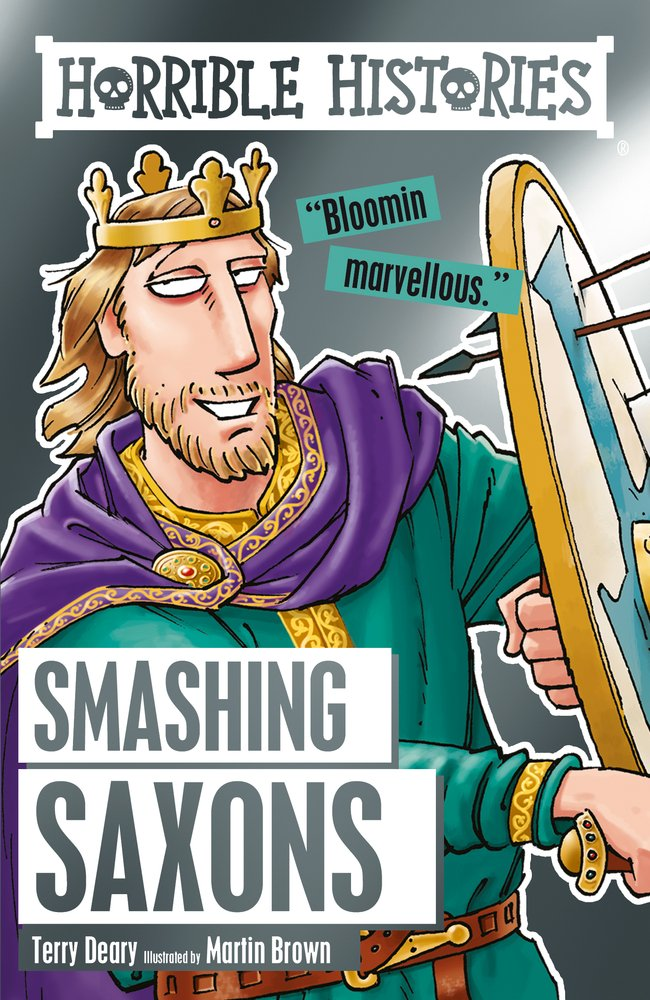 HORRIBLE HISTORIES
®
“Bloomin
marvellous.”
SMASHING
SAXONS
Terry Deary Illustrated by Martin Brown